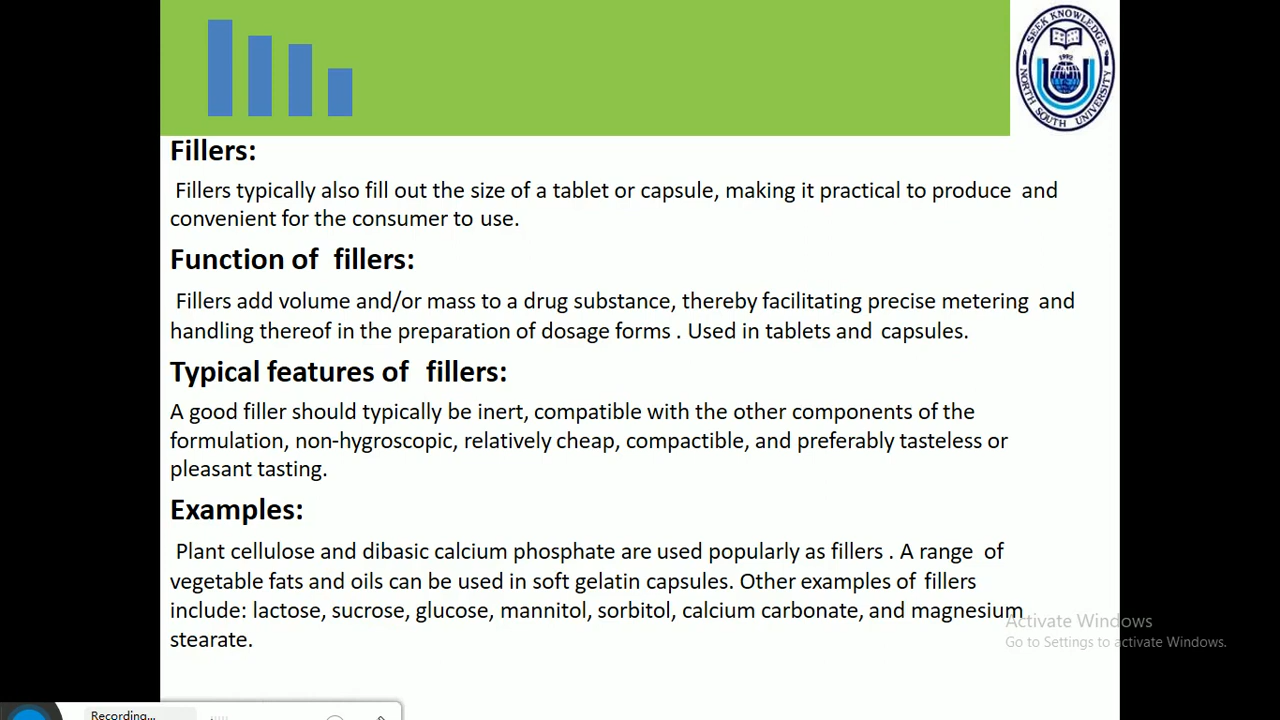 SEEK KNOWLEDGE
1992
NORTH SOUTH UNIVERSITY
Fillers:
Fillers typically also fill out the size of a tablet or capsule, making it practical to produce and
convenient for the consumer to use.
Function of fillers:
Fillers add volume and/or mass to a drug substance, thereby facilitating precise metering and
handling thereof in the preparation of dosage forms . Used in tablets and capsules.
Typical features of fillers:
A good filler should typically be inert, compatible with the other components of the
formulation, non-hygroscopic, relatively cheap, compactible, and preferably tasteless or
pleasant tasting.
Examples:
Plant cellulose and dibasic calcium phosphate are used popularly as fillers . A range of
vegetable fats and oils can be used in soft gelatin capsules. Other examples of fillers
include: lactose, sucrose, glucose, mannitol, sorbitol, calcium carbonate, and magnesium
stearate.
Activate Windows
Go to Settings to activate Windows.
Recording...